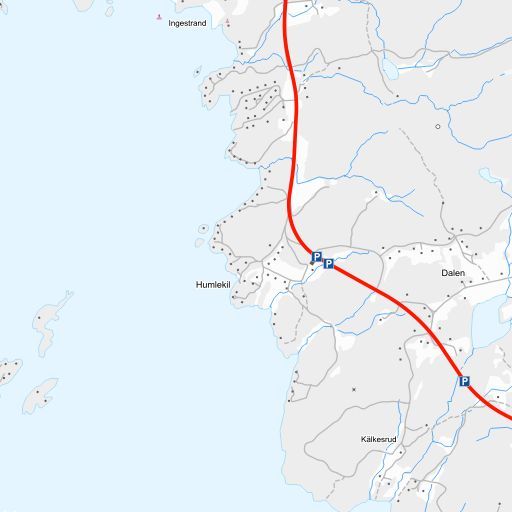 Ingestrand
P
P
Dalen
Humlekil
P
Kälkesrud